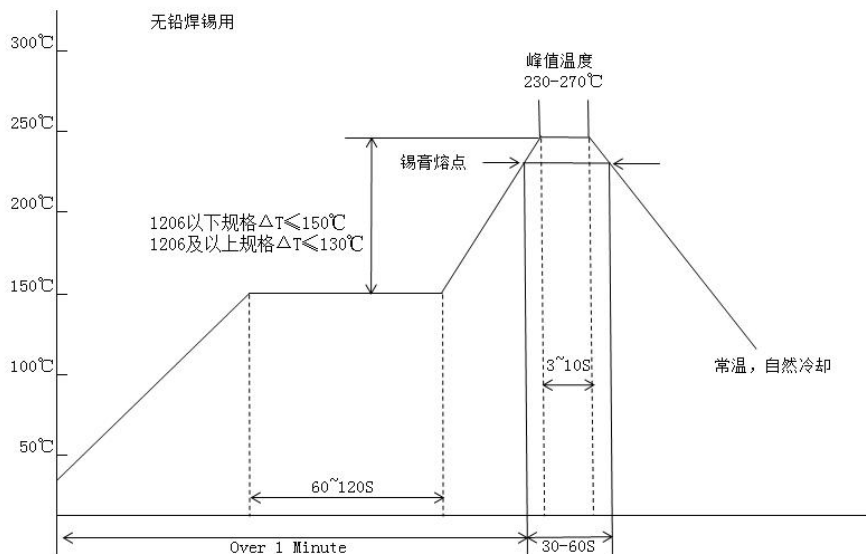 无铅焊锡用
300℃
峰值温度
230-270℃
250℃
锡膏熔点
200℃
1206以下规格△T≤150℃
1206及以上规格△T≤130℃
150℃
3~10S
常温，自然冷却
100℃
50℃
60~120S
Over 1 Minute
30-60S